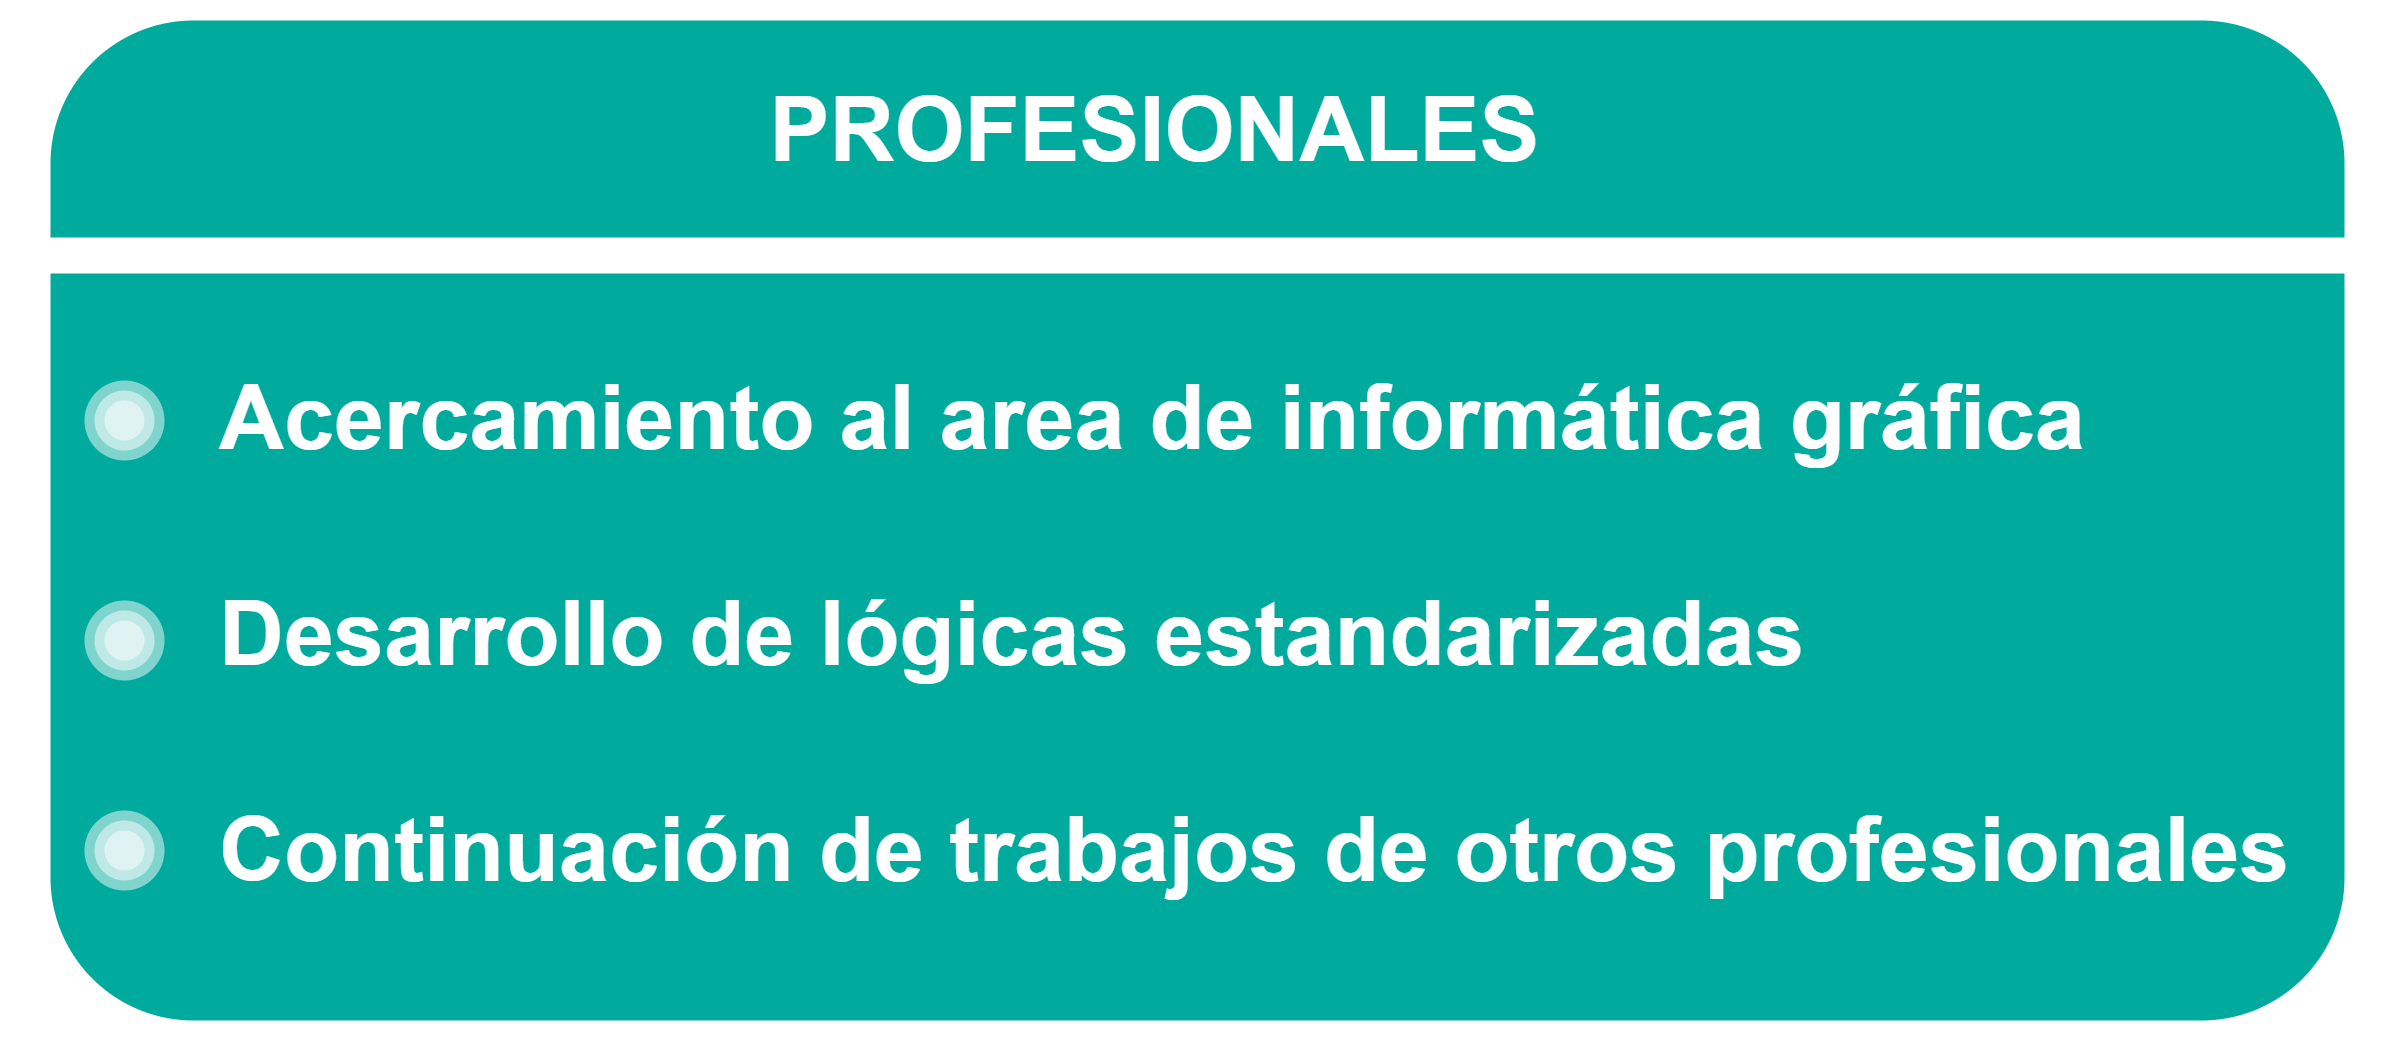 PROFESIONALES
Acercamiento al area de informática gráfica
Desarrollo de lógicas estandarizadas
Continuación de trabajos de otros profesionales